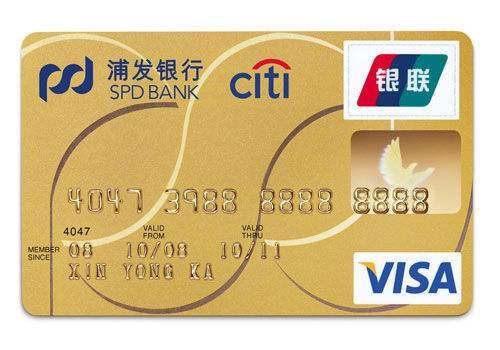 浦发银行
SPD BANK
citi
银联
4047 3988 8888 8888
4047
VALID FROM
VALID THRU
MEMBER SINCE
08 10/08 10/11
XIN YONG KA
VISA